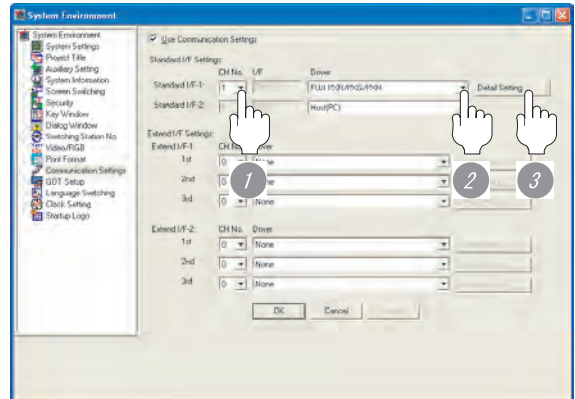 System Environment
System Environment
System Settings
Project Title
Auxiliary Setting
System Information
Screen Switching
Security
Key Window
Dialog Window
Switching Station No.
Video/RGB
Print Format
Communication Settings
GOT Setup
Language Switching
Clock Setting
Startup Logo
Use Communication Settings
Standard I/F Settings
CH No. I/F Driver
Standard I/F-1: 1 Detail Setting
Standard I/F-2: Host(PC)
Extend I/F Settings
Extend I/F-1 CH No. Driver
1st 0 None
2nd 0
3rd 0 None
1 2 3
Extend I/F-2 CH No. Driver
1st 0 None
2nd 0 None
3rd 0 None
OK Cancel